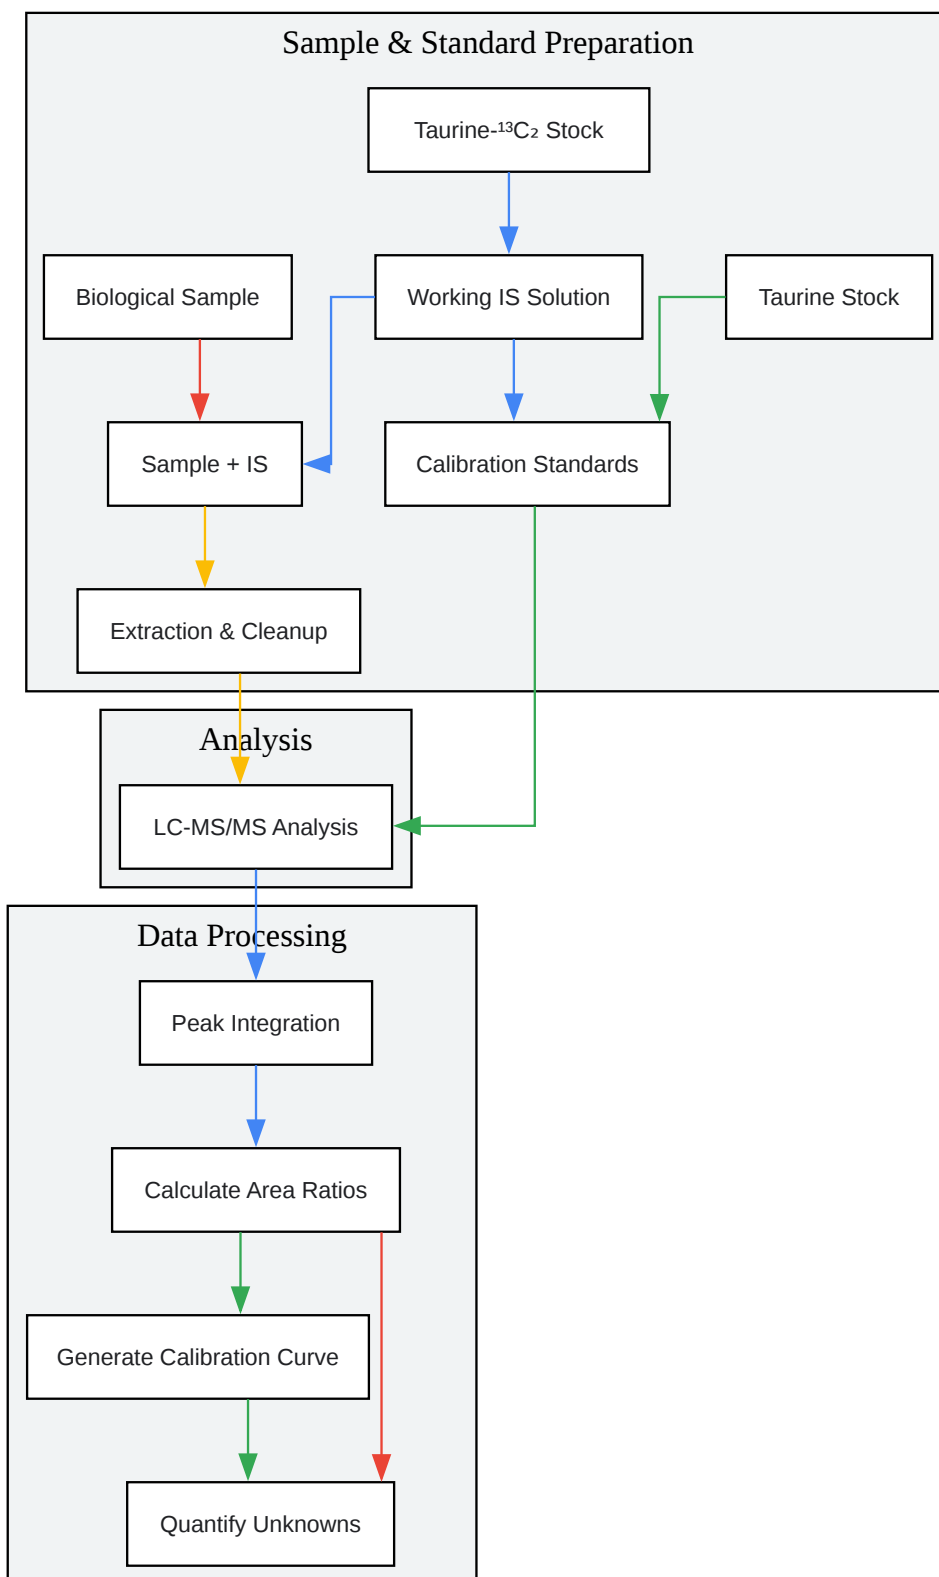 Sample & Standard Preparation
Taurine-¹³C₂ Stock
Biological Sample
Working IS Solution
Taurine Stock
Sample + IS
Calibration Standards
Extraction & Cleanup
Analysis
LC-MS/MS Analysis
Data Processing
Peak Integration
Calculate Area Ratios
Generate Calibration Curve
Quantify Unknowns